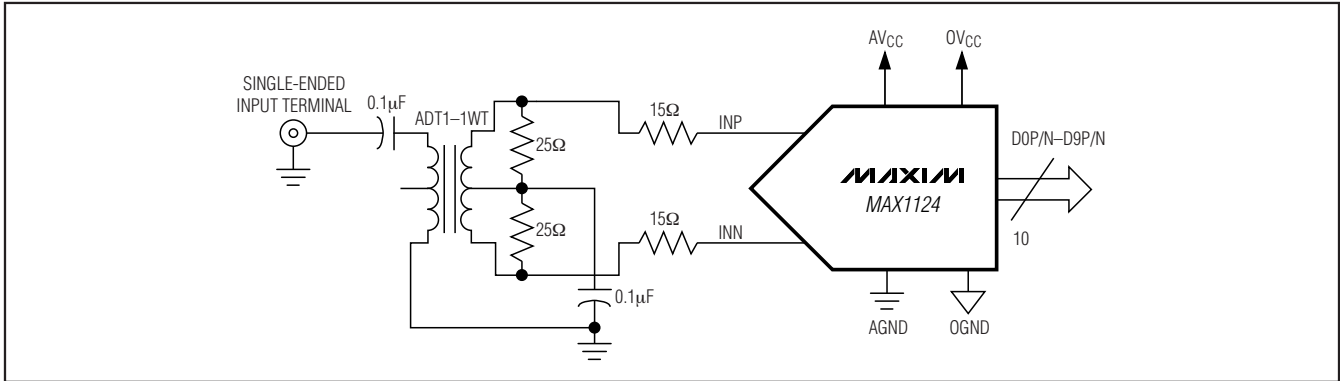 AVCC
OVCC
SINGLE-ENDED
INPUT TERMINAL
0.1μF
ADT1–1WT
25Ω
25Ω
15Ω
INP
15Ω
INN
0.1μF
MAXIM
MAX1124
D0P/N–D9P/N
10
AGND
OGND